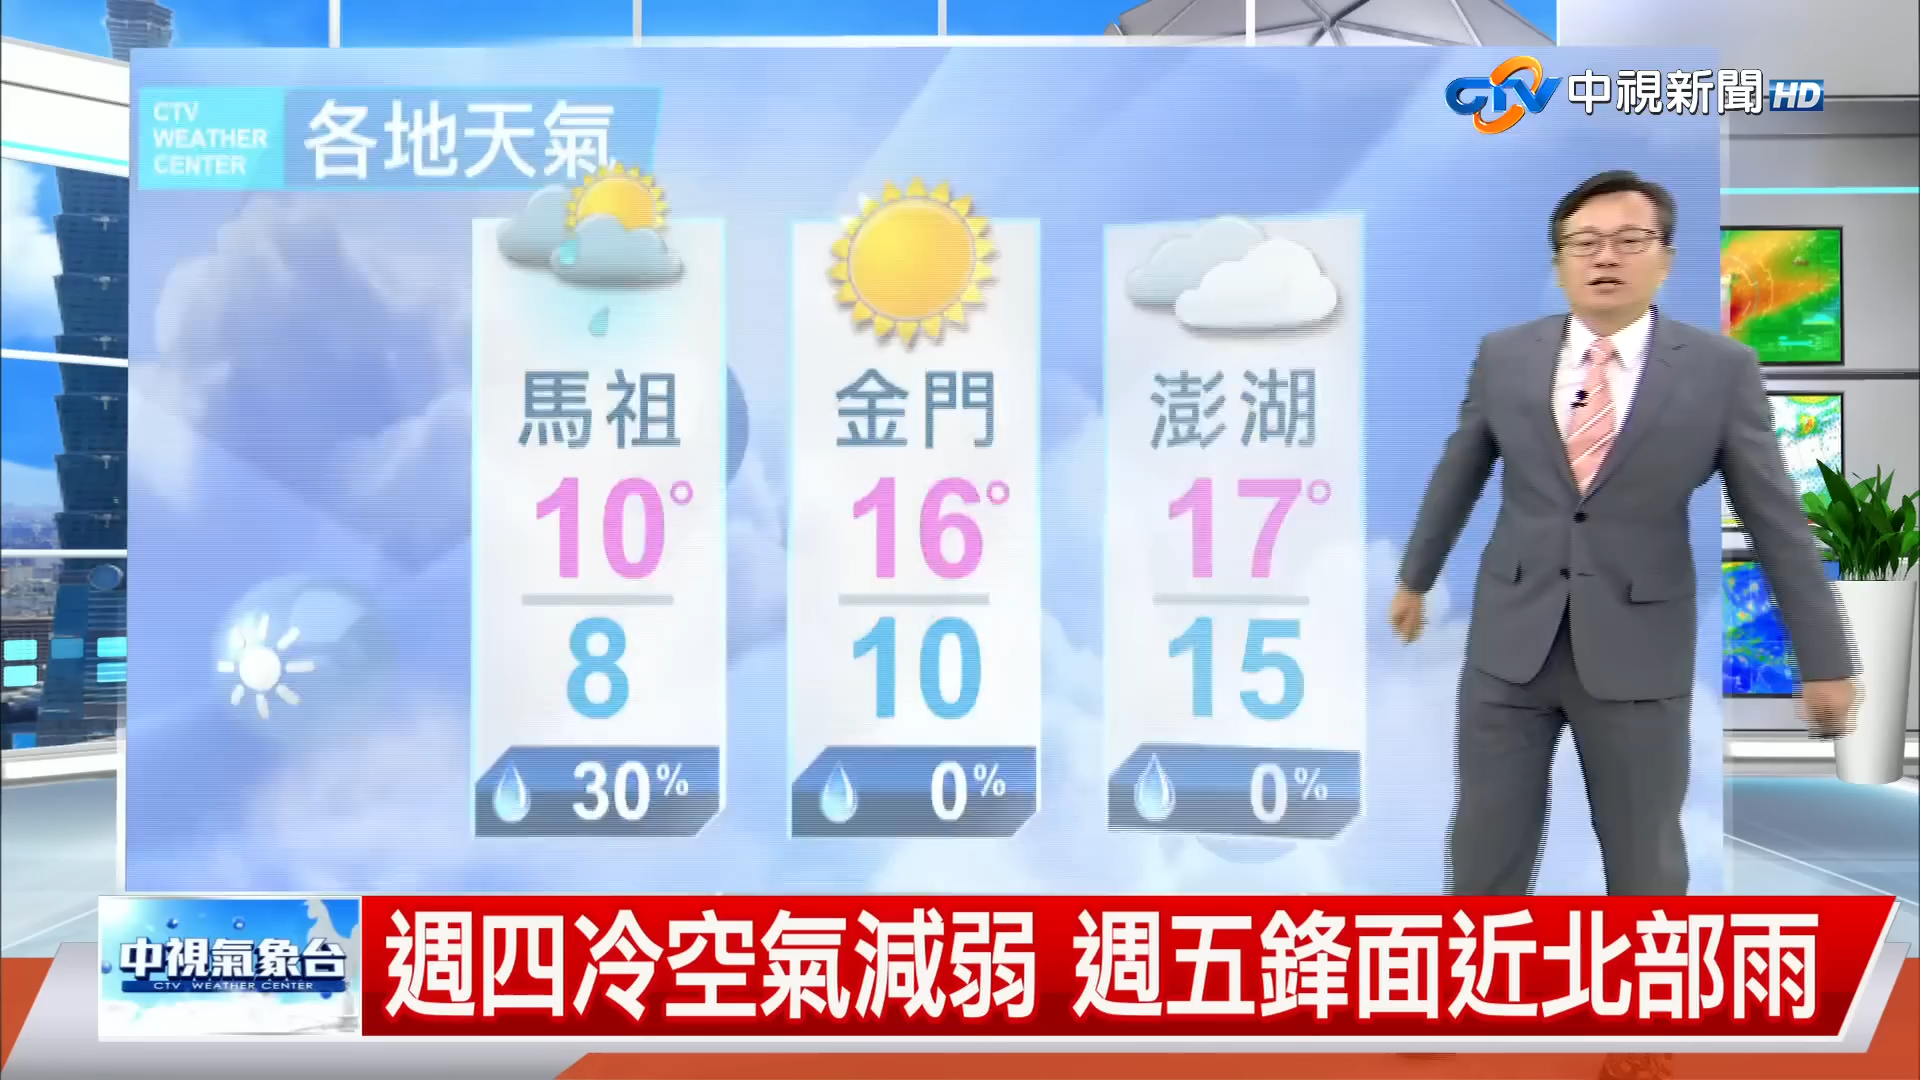 CTV
WEATHER
CENTER
各地天氣
CTV 中視新聞 HD
馬祖
10°
8
30%
金門
16°
10
0%
澎湖
17°
15
0%
中視氣象台
CTV WEATHER CENTER
週四冷空氣減弱 週五鋒面近北部雨